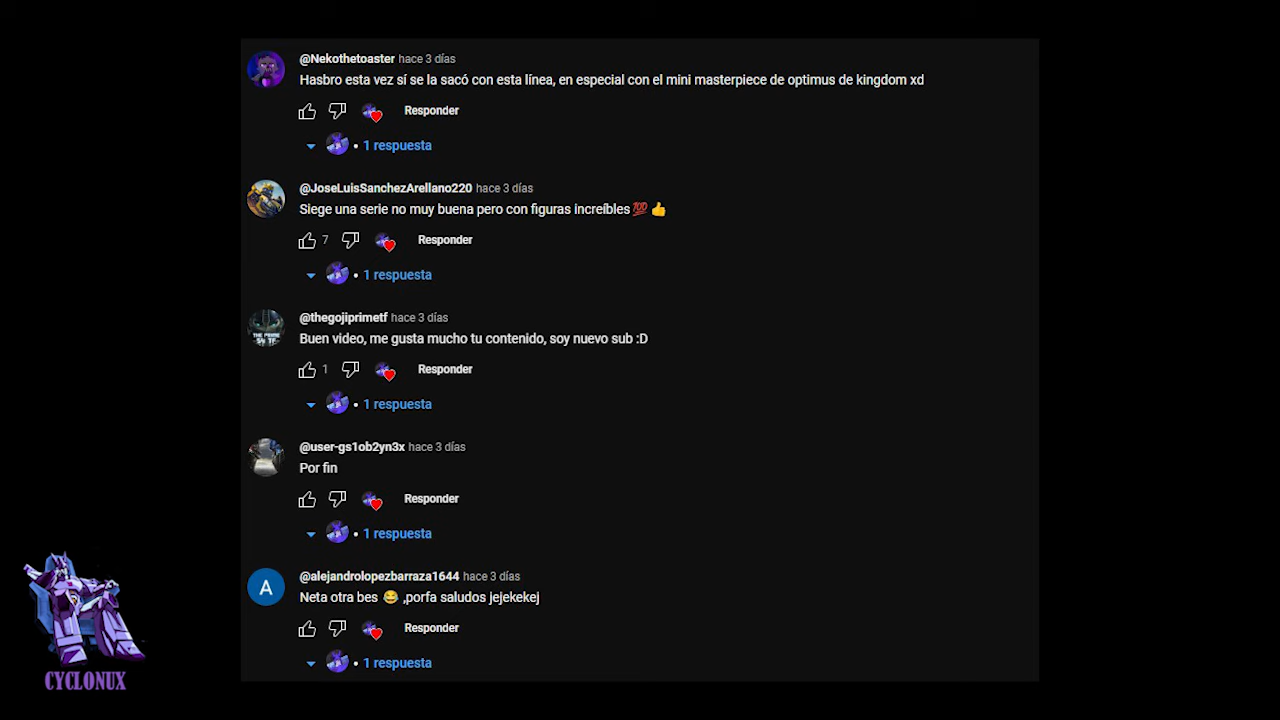 @Nekothetoaster hace 3 días
Hasbro esta vez sí se la sacó con esta línea, en especial con el mini masterpiece de optimus de kingdom xd
Responder
1 respuesta
@JoseLuisSanchezArellano220 hace 3 días
Siege una serie no muy buena pero con figuras increíbles💯👍
7 Responder
1 respuesta
@thegojiprimetf hace 3 días
Buen video, me gusta mucho tu contenido, soy nuevo sub :D
1 Responder
1 respuesta
@user-gs1ob2yn3x hace 3 días
Por fin
Responder
1 respuesta
A
@alejandrolopezbarraza1644 hace 3 días
Neta otra bes 😂 ,porfa saludos jejekekej
Responder
1 respuesta
CYCLONUX